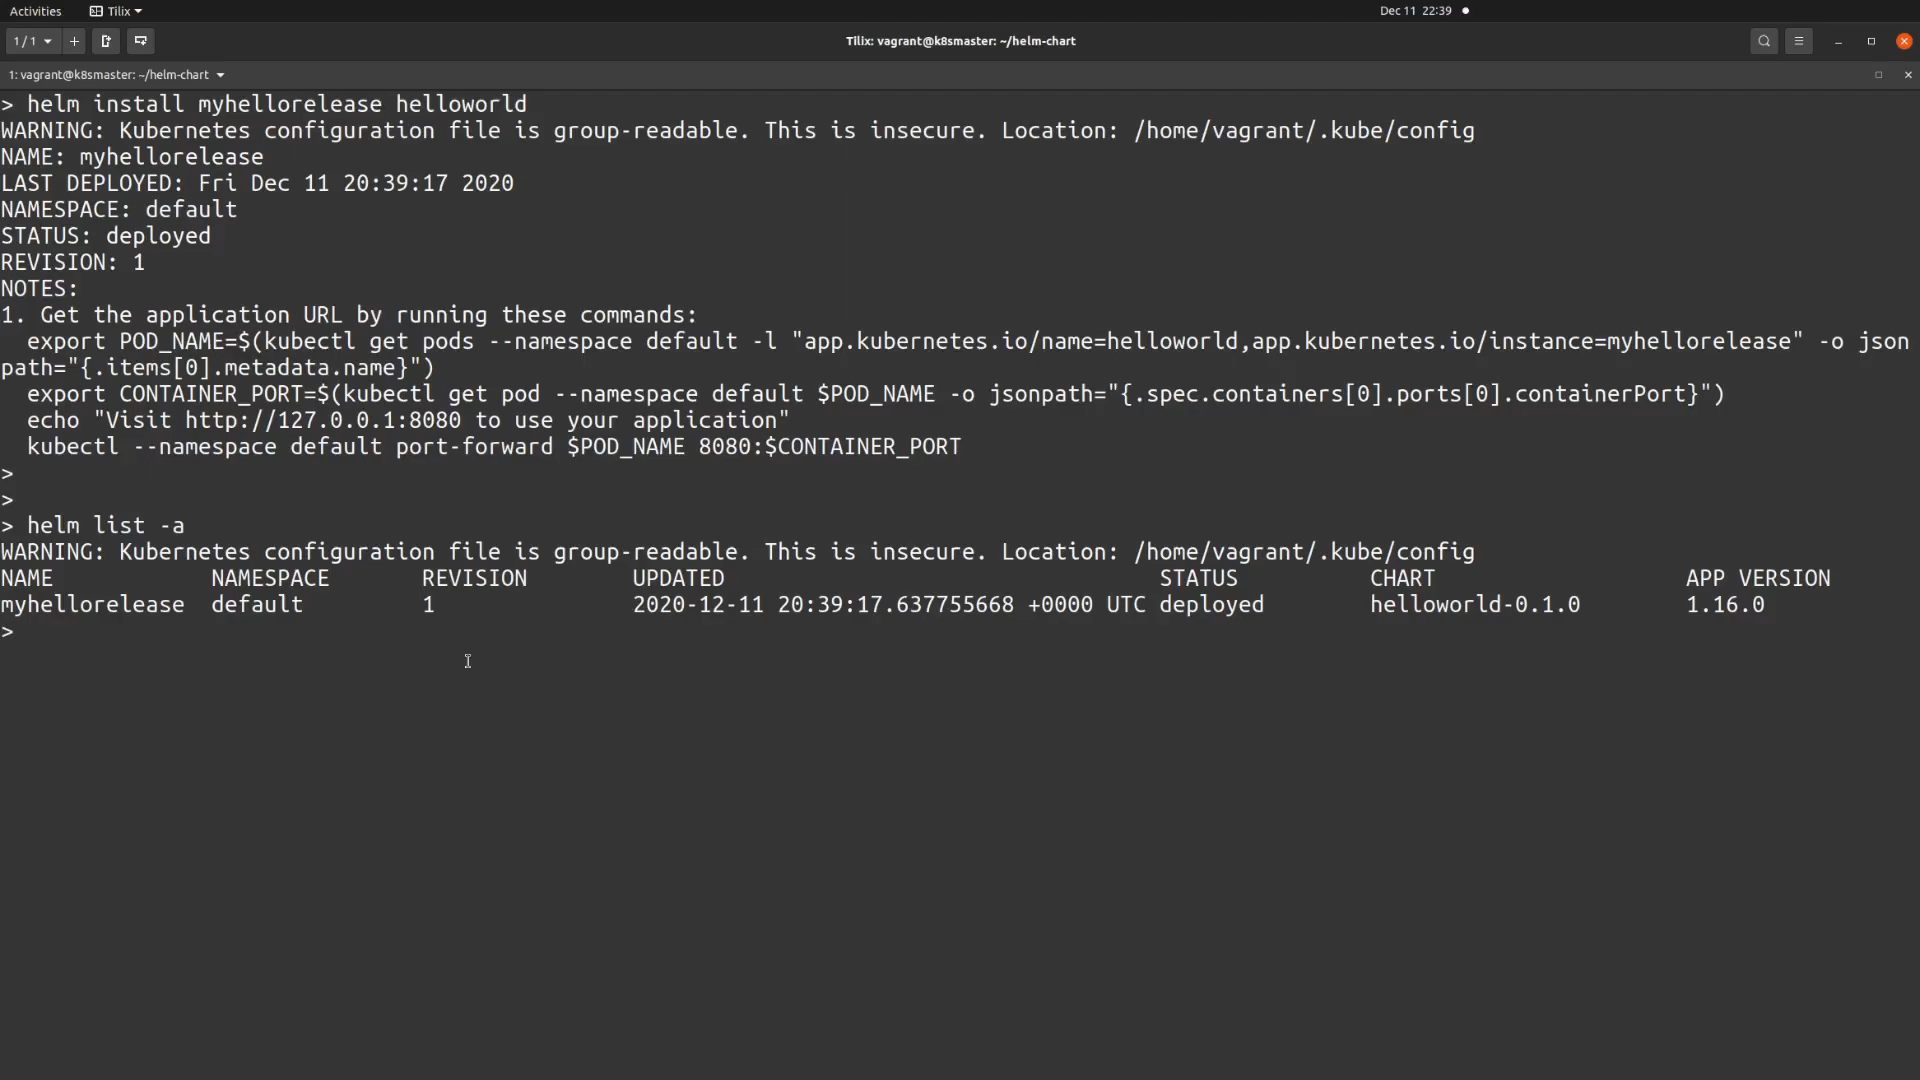 Activities Tilix Dec 11 22:39
1 / 1 Tilix: vagrant@k8smaster: ~/helm-chart
1: vagrant@k8smaster: ~/helm-chart
> helm install myhellorelease helloworld
WARNING: Kubernetes configuration file is group-readable. This is insecure. Location: /home/vagrant/.kube/config
NAME: myhellorelease
LAST DEPLOYED: Fri Dec 11 20:39:17 2020
NAMESPACE: default
STATUS: deployed
REVISION: 1
NOTES:
1. Get the application URL by running these commands:
  export POD_NAME=$(kubectl get pods --namespace default -l "app.kubernetes.io/name=helloworld,app.kubernetes.io/instance=myhellorelease" -o json
path="{.items[0].metadata.name}")
  export CONTAINER_PORT=$(kubectl get pod --namespace default $POD_NAME -o jsonpath="{.spec.containers[0].ports[0].containerPort}")
  echo "Visit http://127.0.0.1:8080 to use your application"
  kubectl --namespace default port-forward $POD_NAME 8080:$CONTAINER_PORT
>
>
> helm list -a
WARNING: Kubernetes configuration file is group-readable. This is insecure. Location: /home/vagrant/.kube/config
NAME NAMESPACE REVISION UPDATED STATUS CHART APP VERSION
myhellorelease default 1 2020-12-11 20:39:17.637755668 +0000 UTC deployed helloworld-0.1.0 1.16.0
>